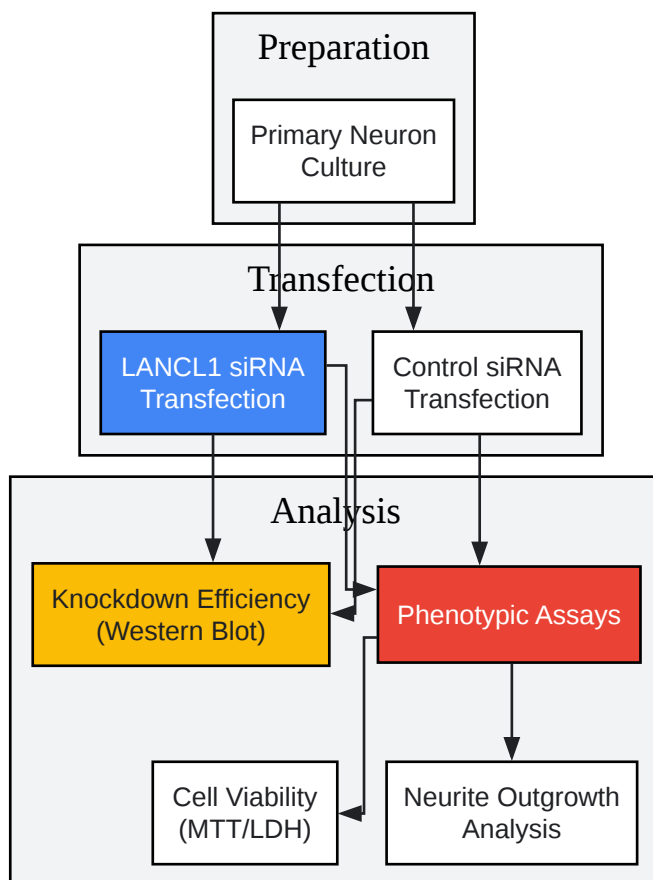 Preparation
Primary Neuron
Culture
Transfection
LANCL1 siRNA
Transfection
Control siRNA
Transfection
Analysis
Knockdown Efficiency
(Western Blot)
Phenotypic Assays
Cell Viability
(MTT/LDH)
Neurite Outgrowth
Analysis